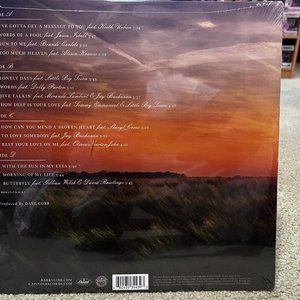 SIDE A
I'VE GOTTA GET A MESSAGE TO YOU feat. Keith Urban
WORDS OF A FOOL feat. Jason Isbell
RUN TO ME feat. Brandi Carlile
TOO MUCH HEAVEN feat. Alison Krauss
SIDE B
LONELY DAYS feat. Little Big Town
WORDS feat. Dolly Parton
JIVE TALKIN' feat. Miranda Lambert & Jay Buchanan
HOW DEEP IS YOUR LOVE feat. Tommy Emmanuel & Little Big Town
SIDE C
HOW CAN YOU MEND A BROKEN HEART feat. Sheryl Crow
TO LOVE SOMEBODY feat. Jay Buchanan
REST YOUR LOVE ON ME feat. Olivia Newton-John
SIDE D
WITH THE SUN IN MY EYES
MORNING OF MY LIFE
BUTTERFLY feat. Gillian Welch & David Rawlings
PRODUCED BY DAVE COBB
CAPITOLRECORDS.COM